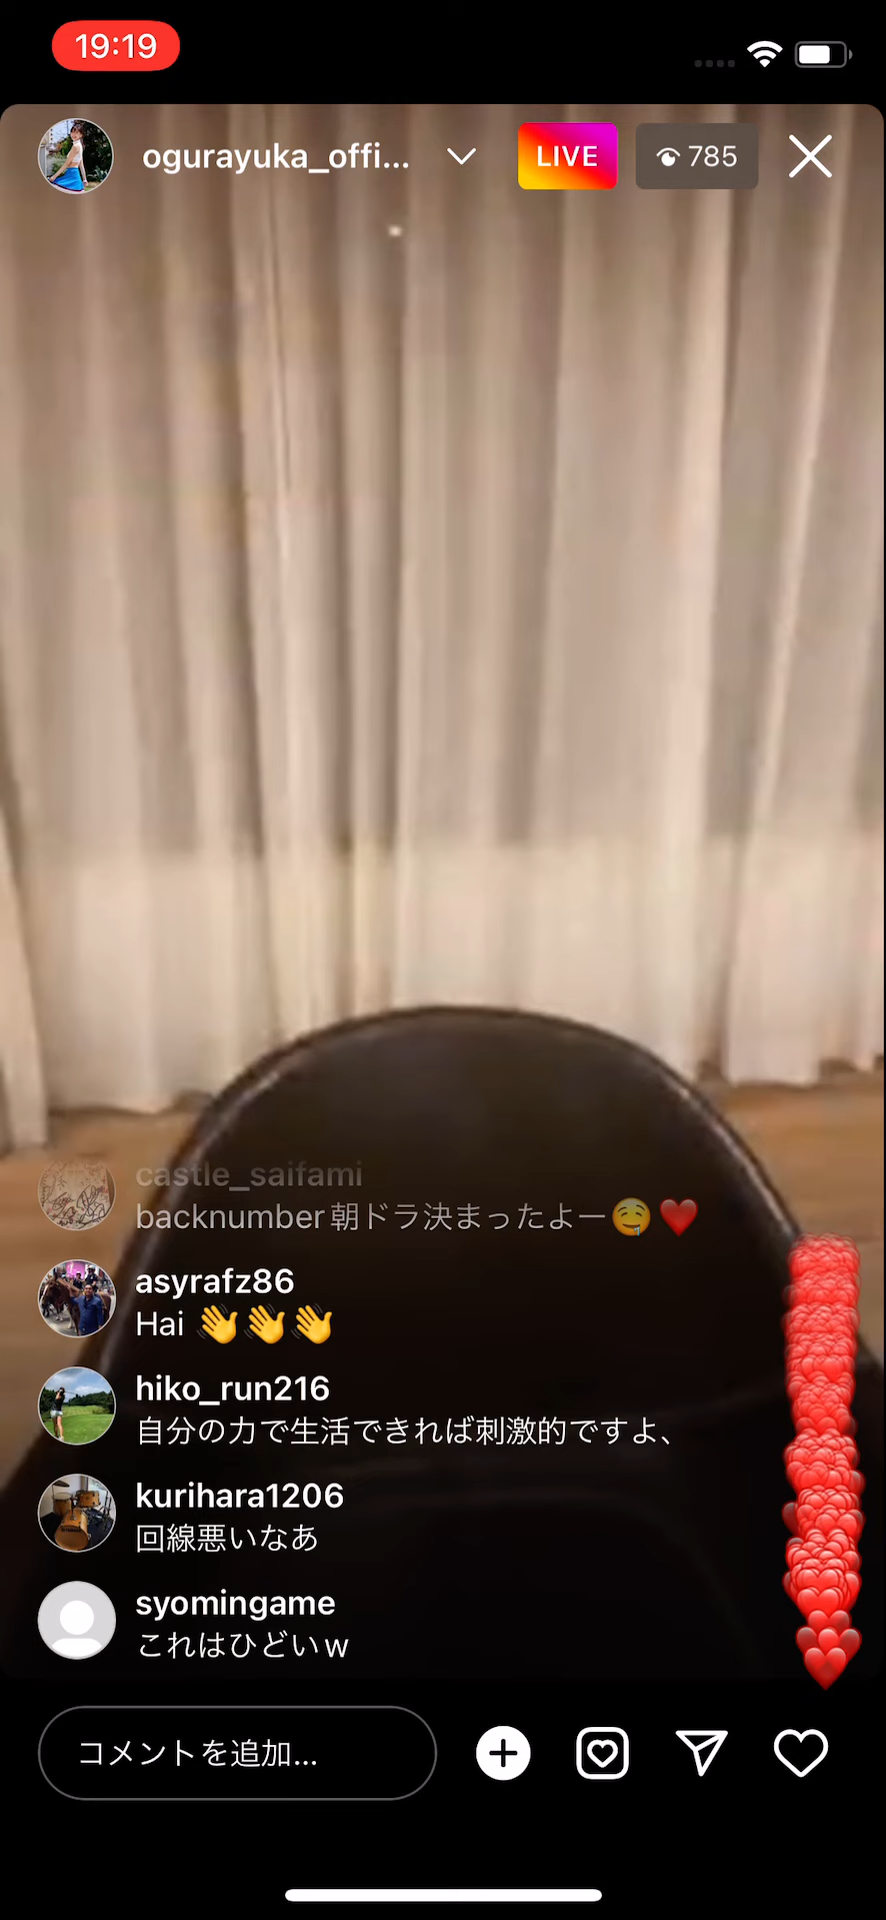 19:19
ogurayuka_offi...
LIVE
785
castle_saifami
backnumber朝ドラ決まったよー🤤❤️
asyrafz86
Hai 👋👋👋
hiko_run216
自分の力で生活できれば刺激的ですよ、
kurihara1206
回線悪いなあ
syomingame
これはひどいw
コメントを追加...